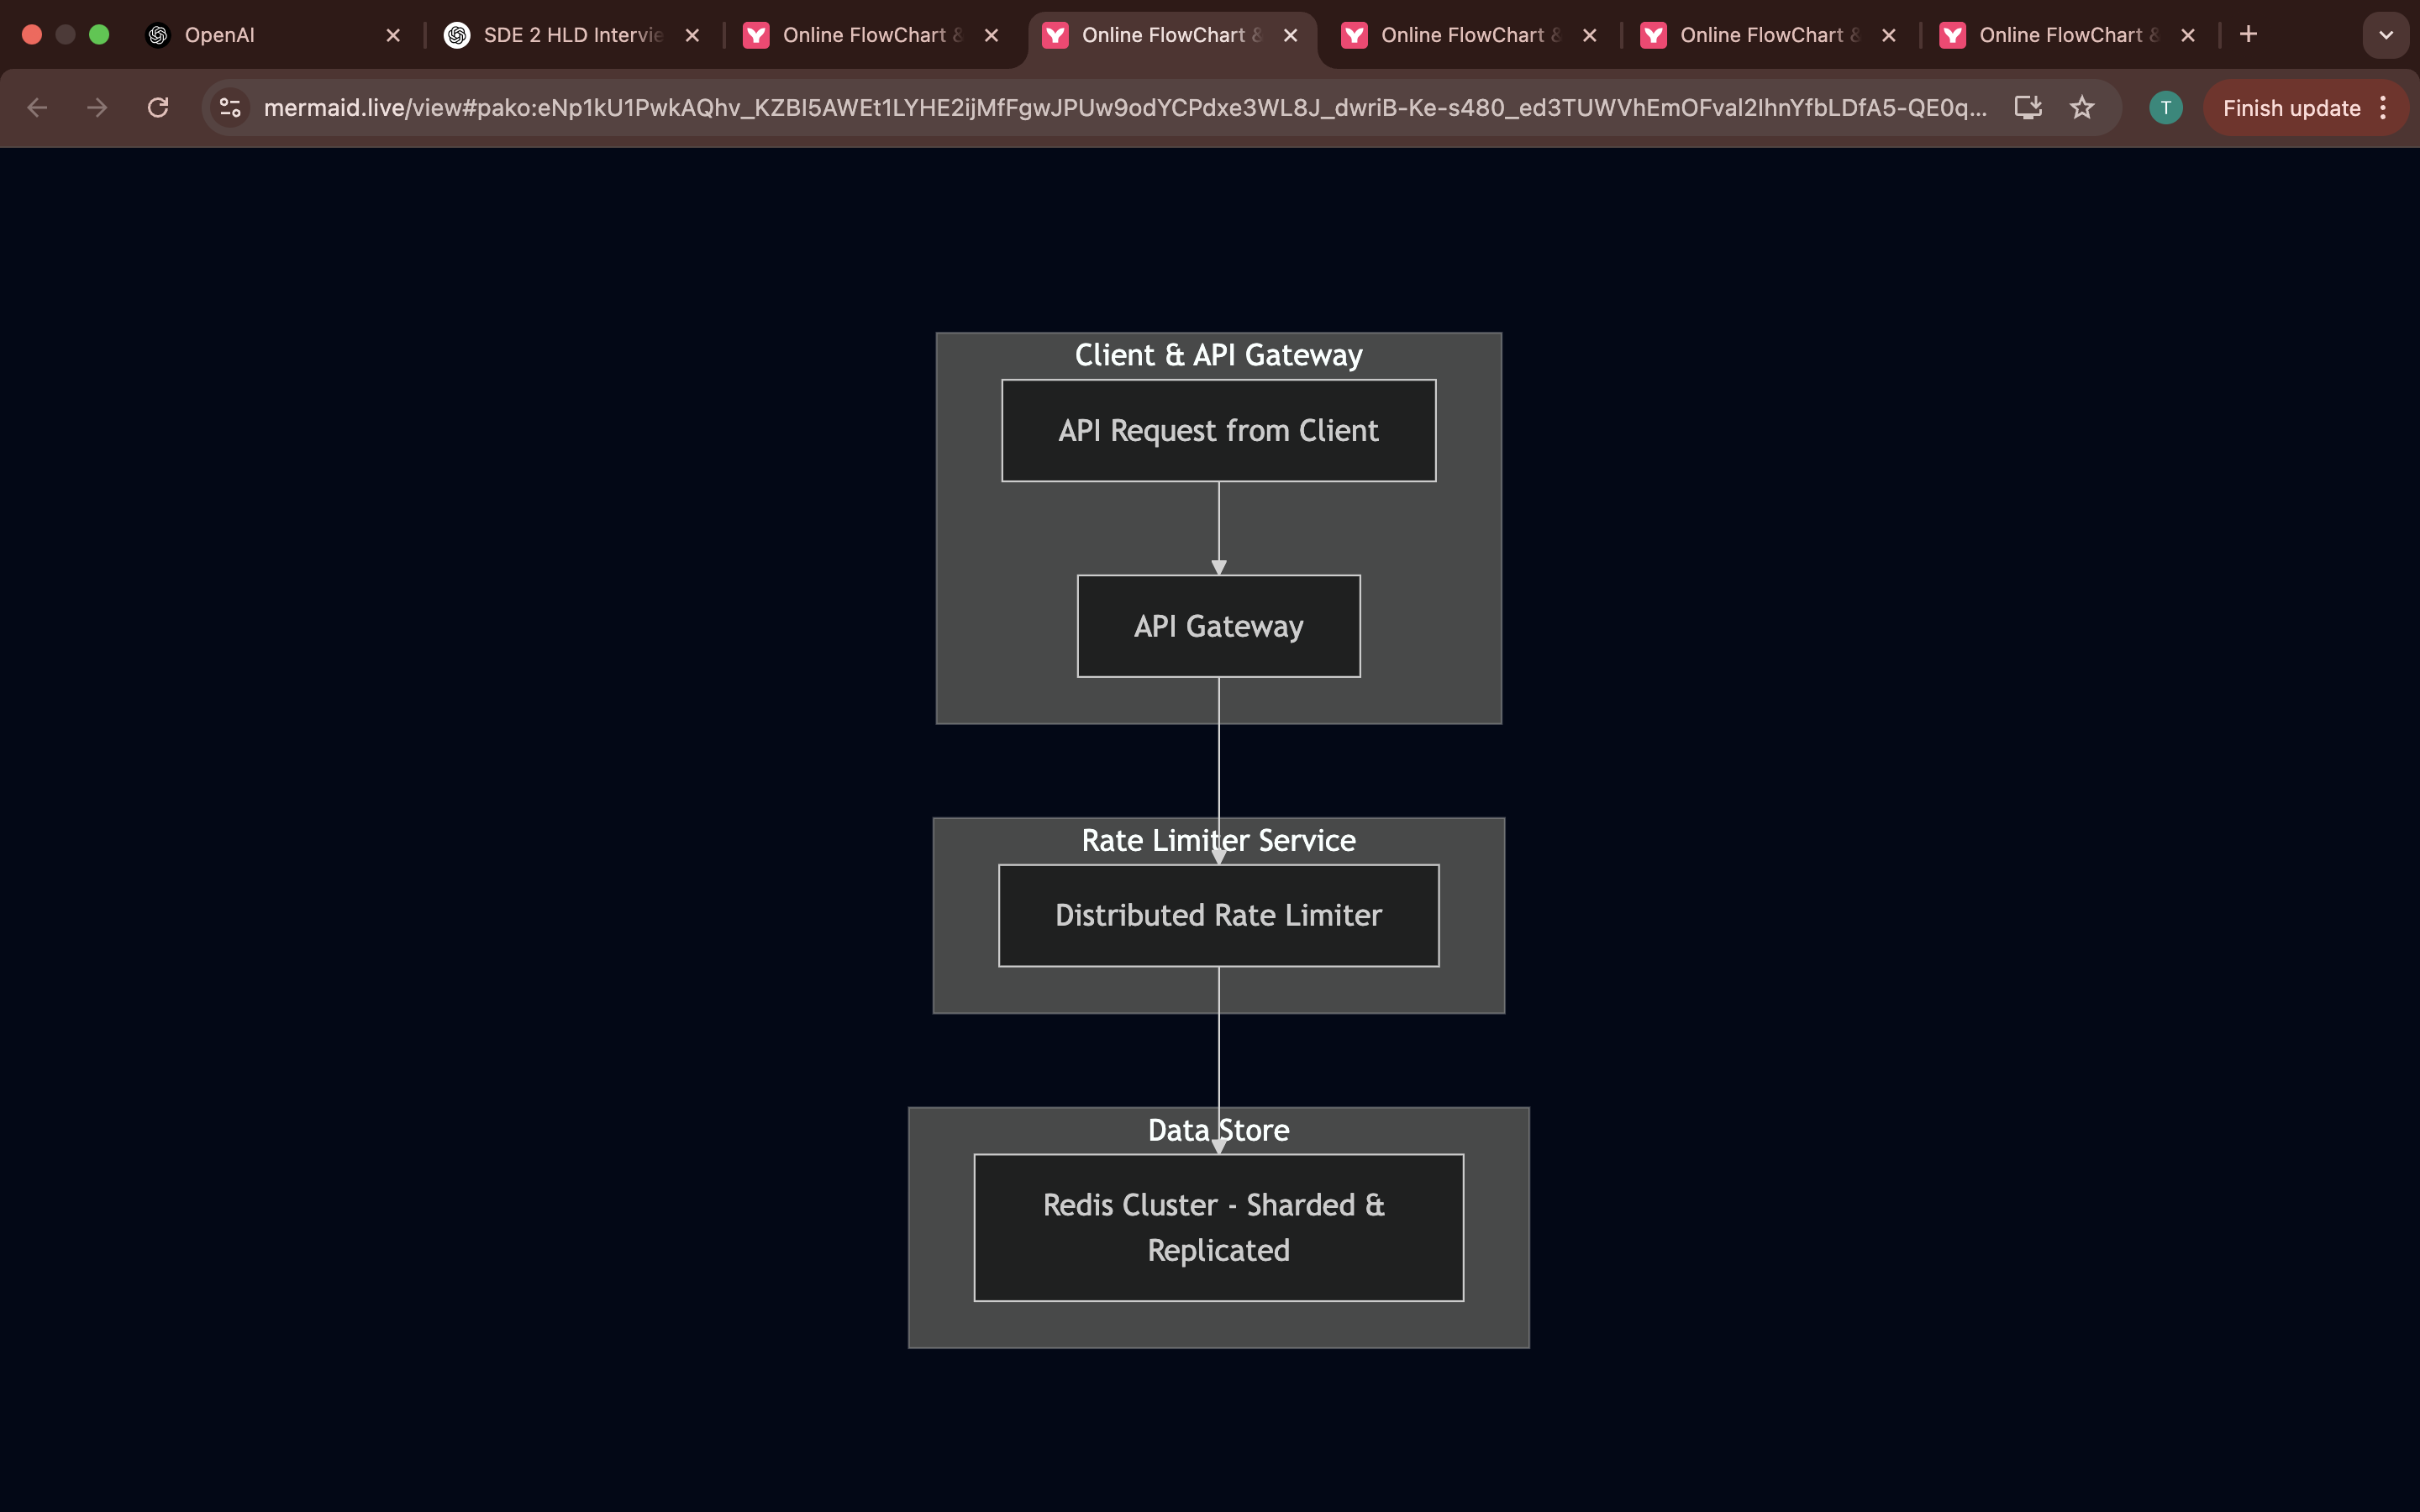 OpenAI
SDE 2 HLD Intervie
Online FlowChart &
Online FlowChart &
Online FlowChart &
Online FlowChart &
Online FlowChart &
mermaid.live/view#pako:eNp1kU1PwkAQhv_KZBI5AWEt1LYHE2ijMfFgwJPUw9odYCPdxe3WL8J_dwriB-Ke-s480_ed3TUWVhEmOFval2IhnYfbLDfA5-QE0q...
T
Finish update
Client & API Gateway
API Request from Client
API Gateway
Rate Limiter Service
Distributed Rate Limiter
Data Store
Redis Cluster - Sharded &
Replicated